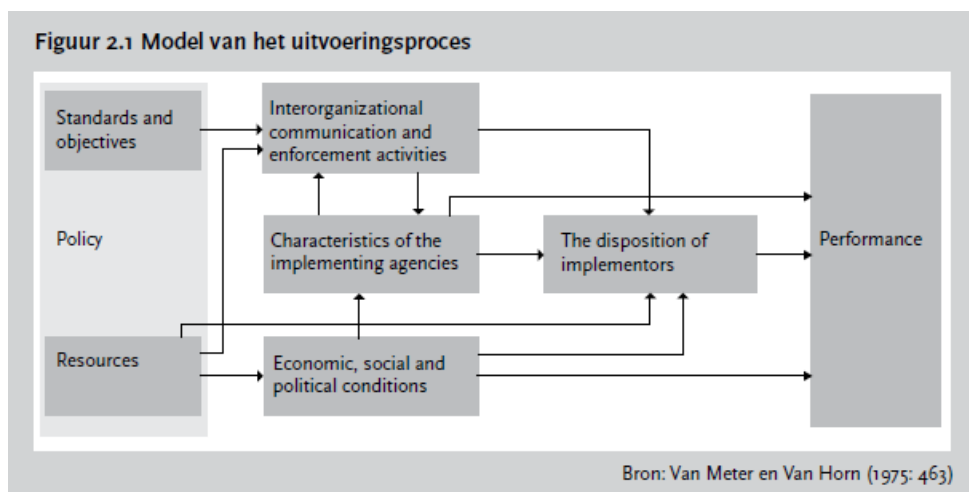 Figuur 2.1 Model van het uitvoeringsproces
Standards and
objectives
Interorganizational
communication and
enforcement activities
Policy
Characteristics of the
implementing agencies
The disposition of
implementors
Performance
Resources
Economic, social and
political conditions
Bron: Van Meter en Van Horn (1975: 463)